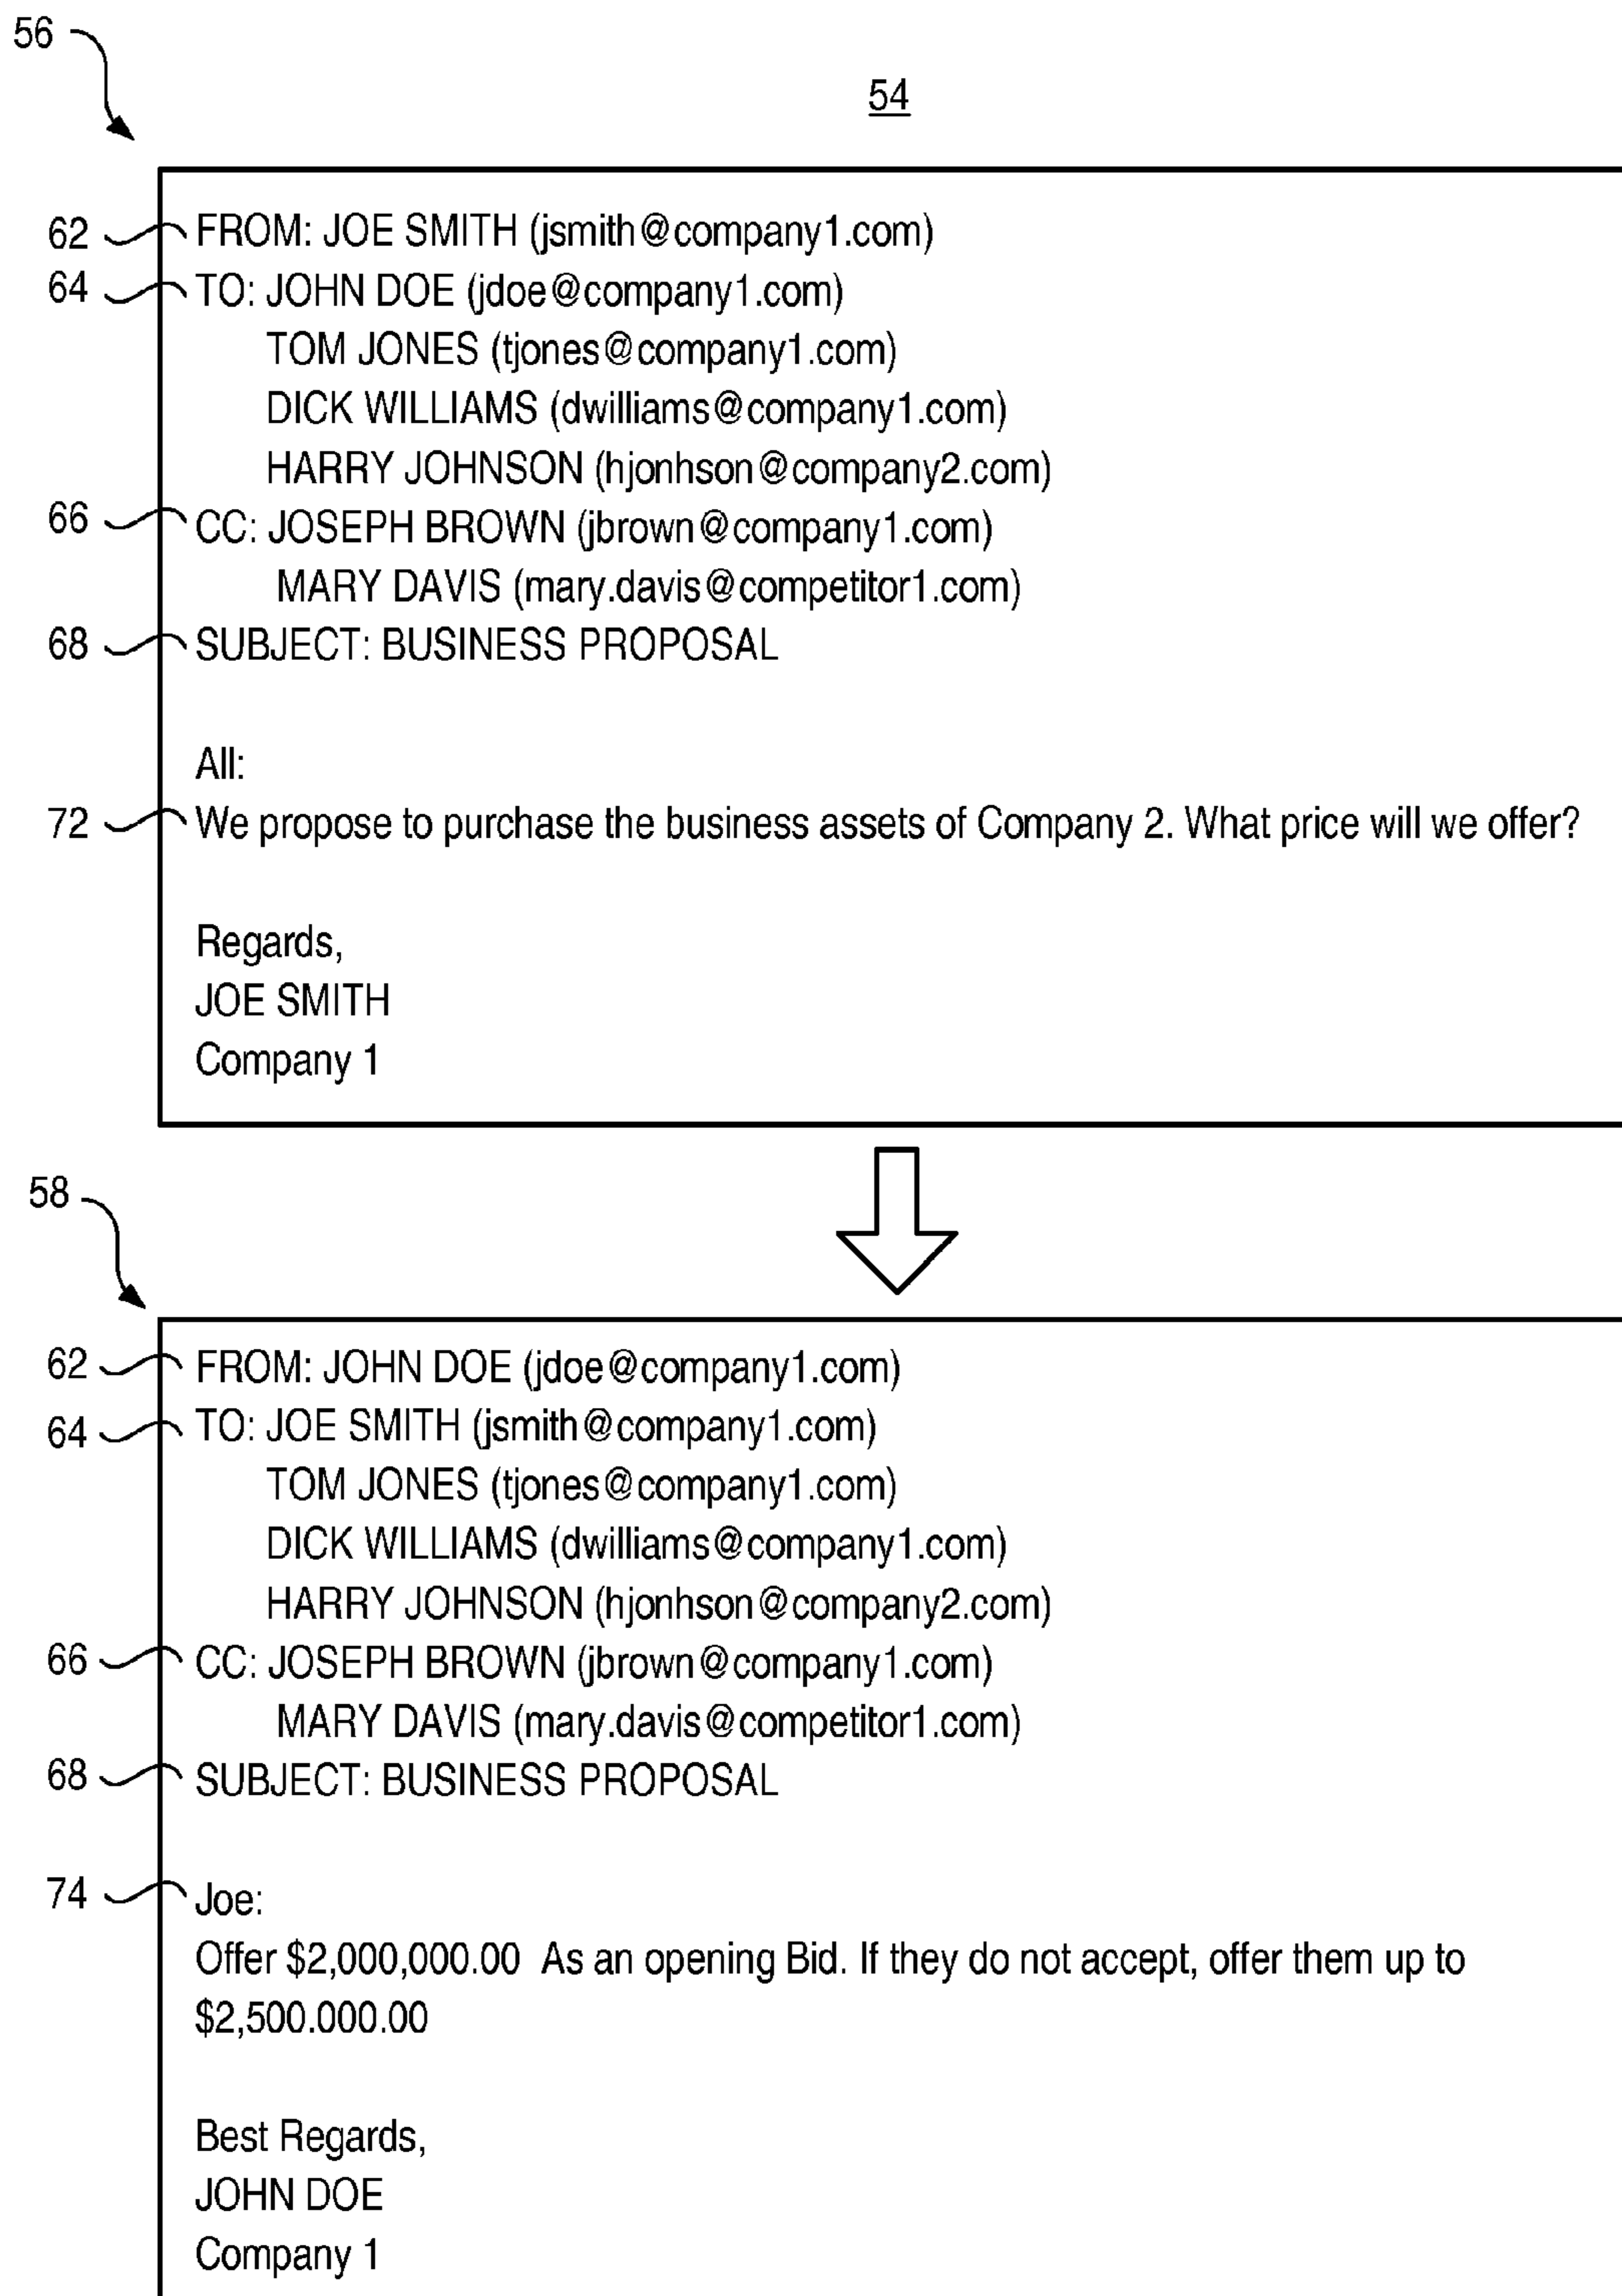 56
54
62 FROM: JOE SMITH (jsmith@company1.com)
64 TO: JOHN DOE (jdoe@company1.com)
TOM JONES (tjones@company1.com)
DICK WILLIAMS (dwilliams@company1.com)
HARRY JOHNSON (hjonhson@company2.com)
66 CC: JOSEPH BROWN (jbrown@company1.com)
MARY DAVIS (mary.davis@competitor1.com)
68 SUBJECT: BUSINESS PROPOSAL
All:
72 We propose to purchase the business assets of Company 2. What price will we offer?
Regards,
JOE SMITH
Company 1
58
62 FROM: JOHN DOE (jdoe@company1.com)
64 TO: JOE SMITH (jsmith@company1.com)
TOM JONES (tjones@company1.com)
DICK WILLIAMS (dwilliams@company1.com)
HARRY JOHNSON (hjonhson@company2.com)
66 CC: JOSEPH BROWN (jbrown@company1.com)
MARY DAVIS (mary.davis@competitor1.com)
68 SUBJECT: BUSINESS PROPOSAL
74 Joe:
Offer $2,000,000.00 As an opening Bid. If they do not accept, offer them up to
$2,500.000.00
Best Regards,
JOHN DOE
Company 1